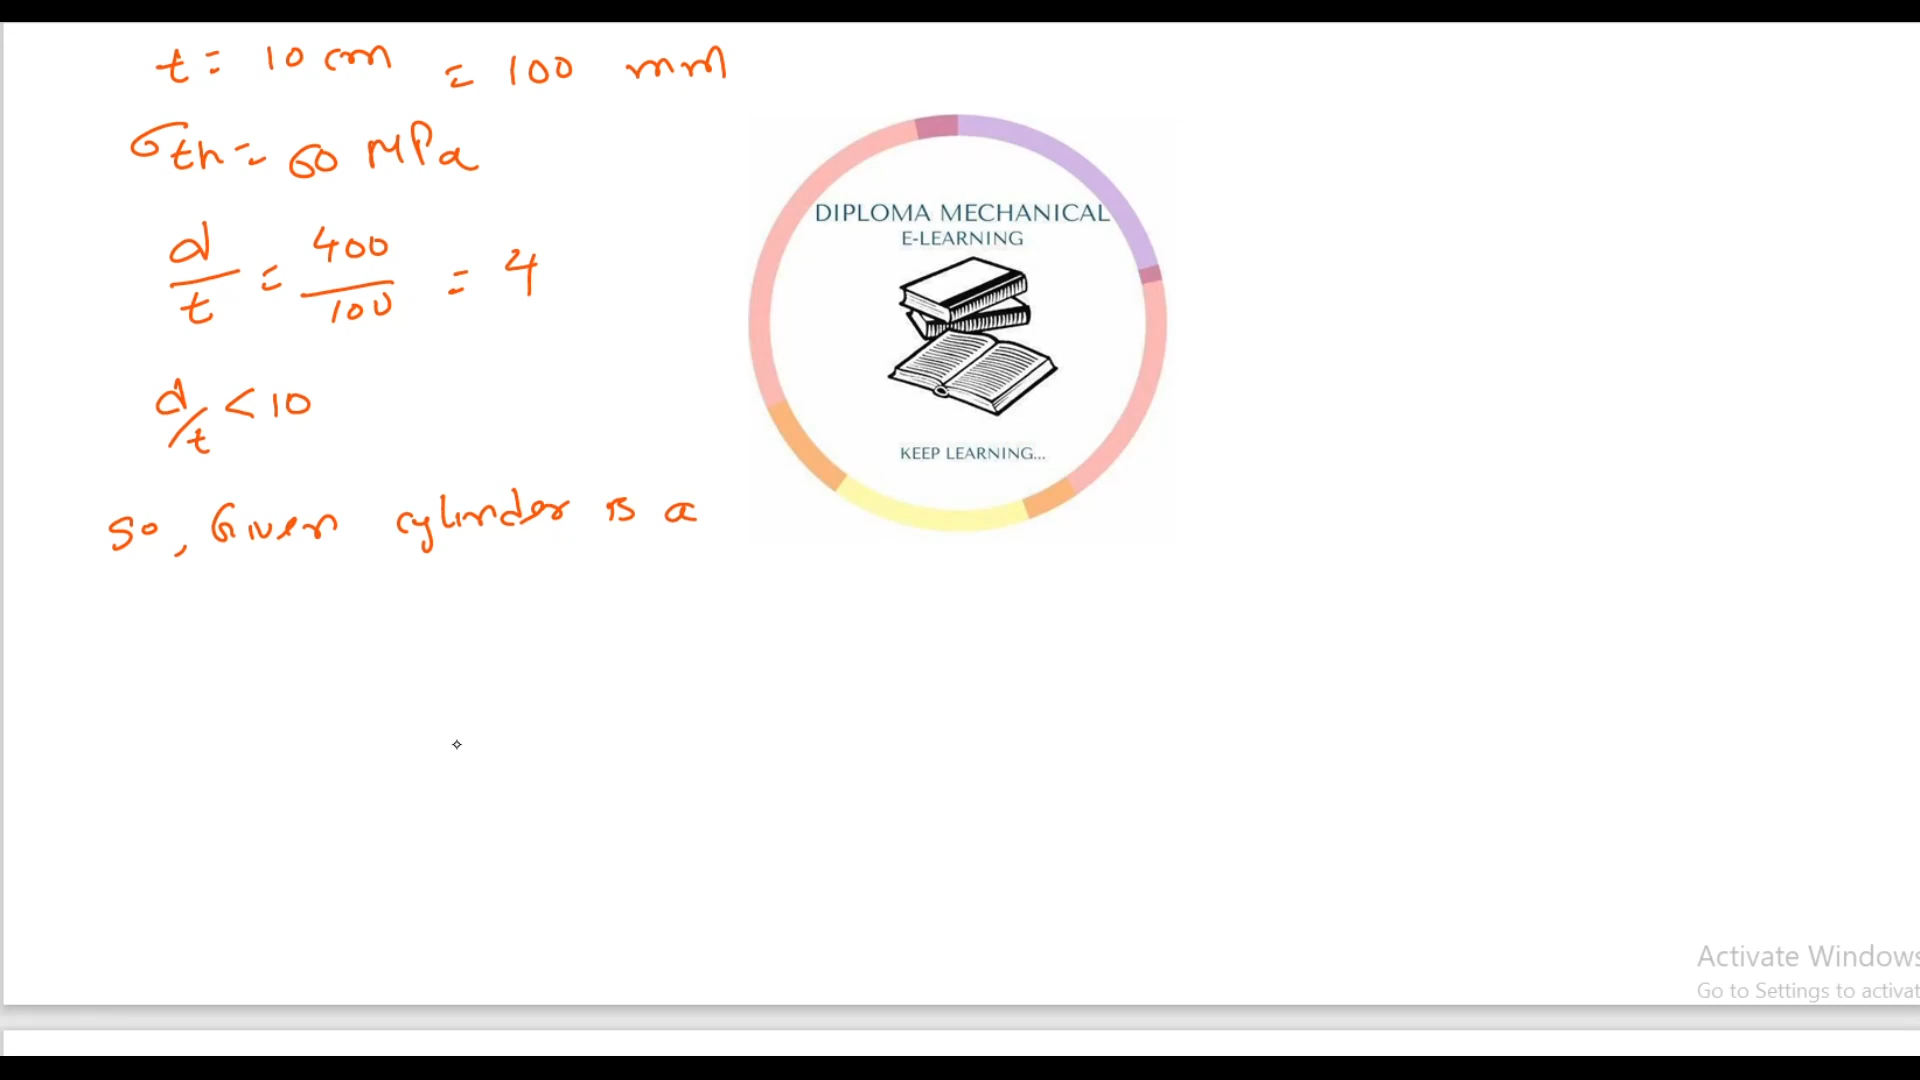 t = 10 cm = 100 mm
σth = 60 MPa
d/t = 400/100 = 4
d/t < 10
So, Given cylinder is a
DIPLOMA MECHANICAL
E-LEARNING
KEEP LEARNING...
Activate Windows
Go to Settings to activat